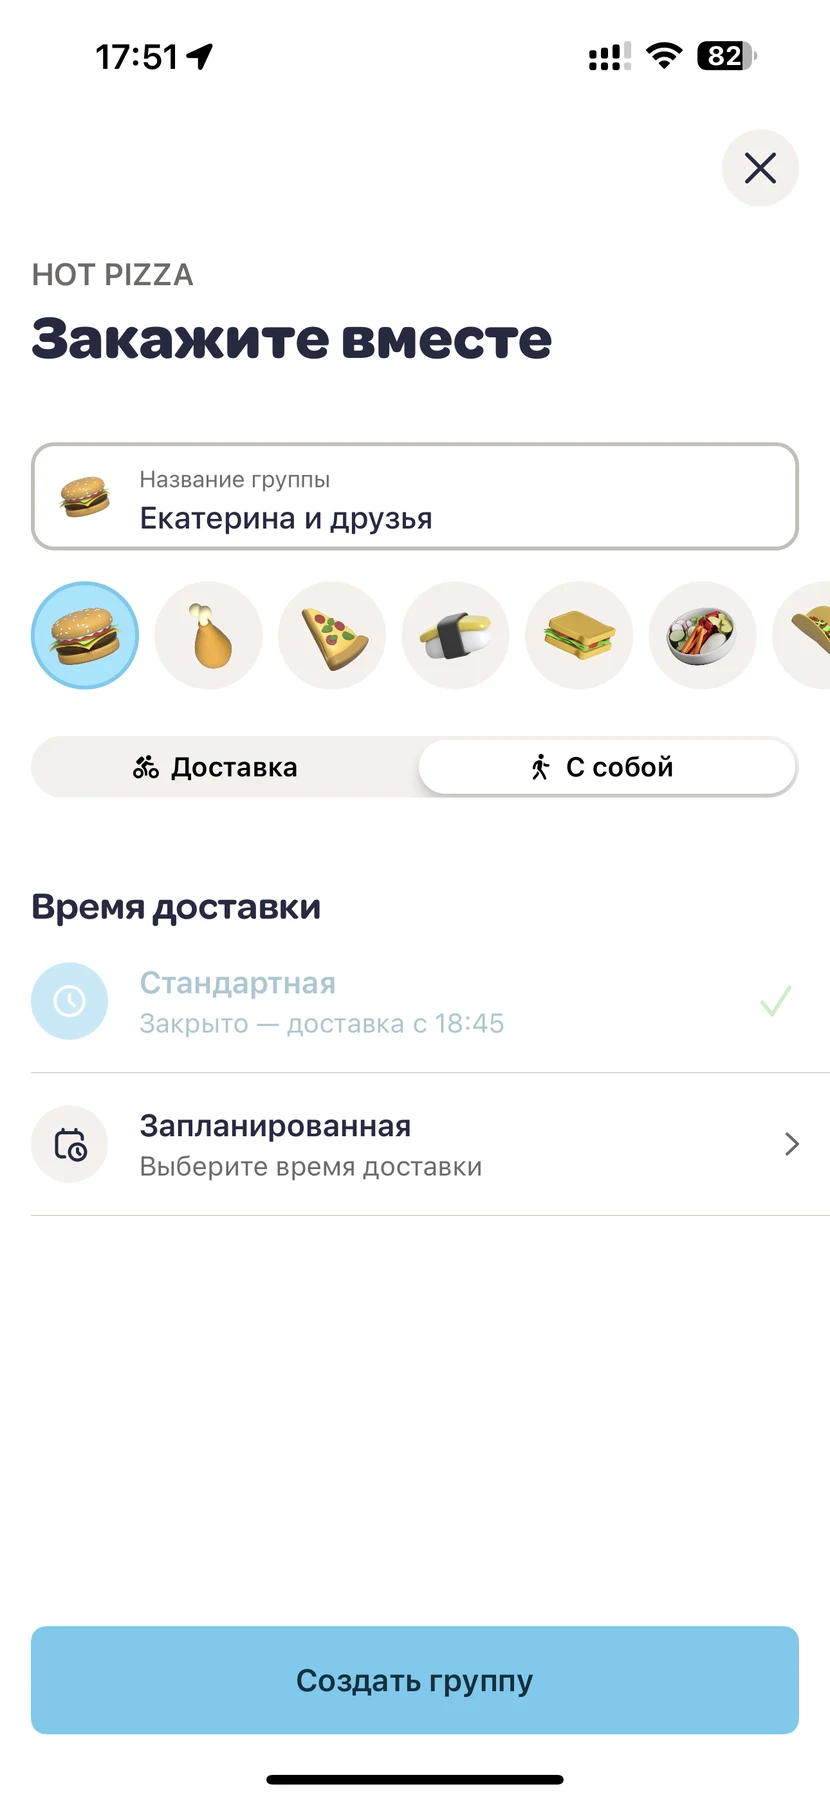 17:51
82
HOT PIZZA
Закажите вместе
Название группы
Екатерина и друзья
Доставка
С собой
Время доставки
Стандартная
Закрыто — доставка с 18:45
Запланированная
Выберите время доставки
Создать группу